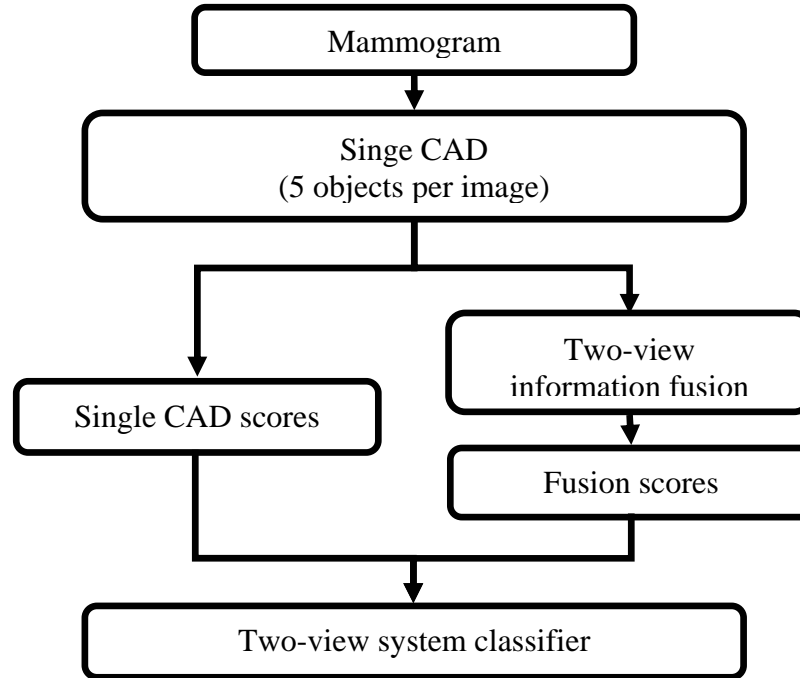 Mammogram
Singe CAD
(5 objects per image)
Two-view
information fusion
Single CAD scores
Fusion scores
Two-view system classifier